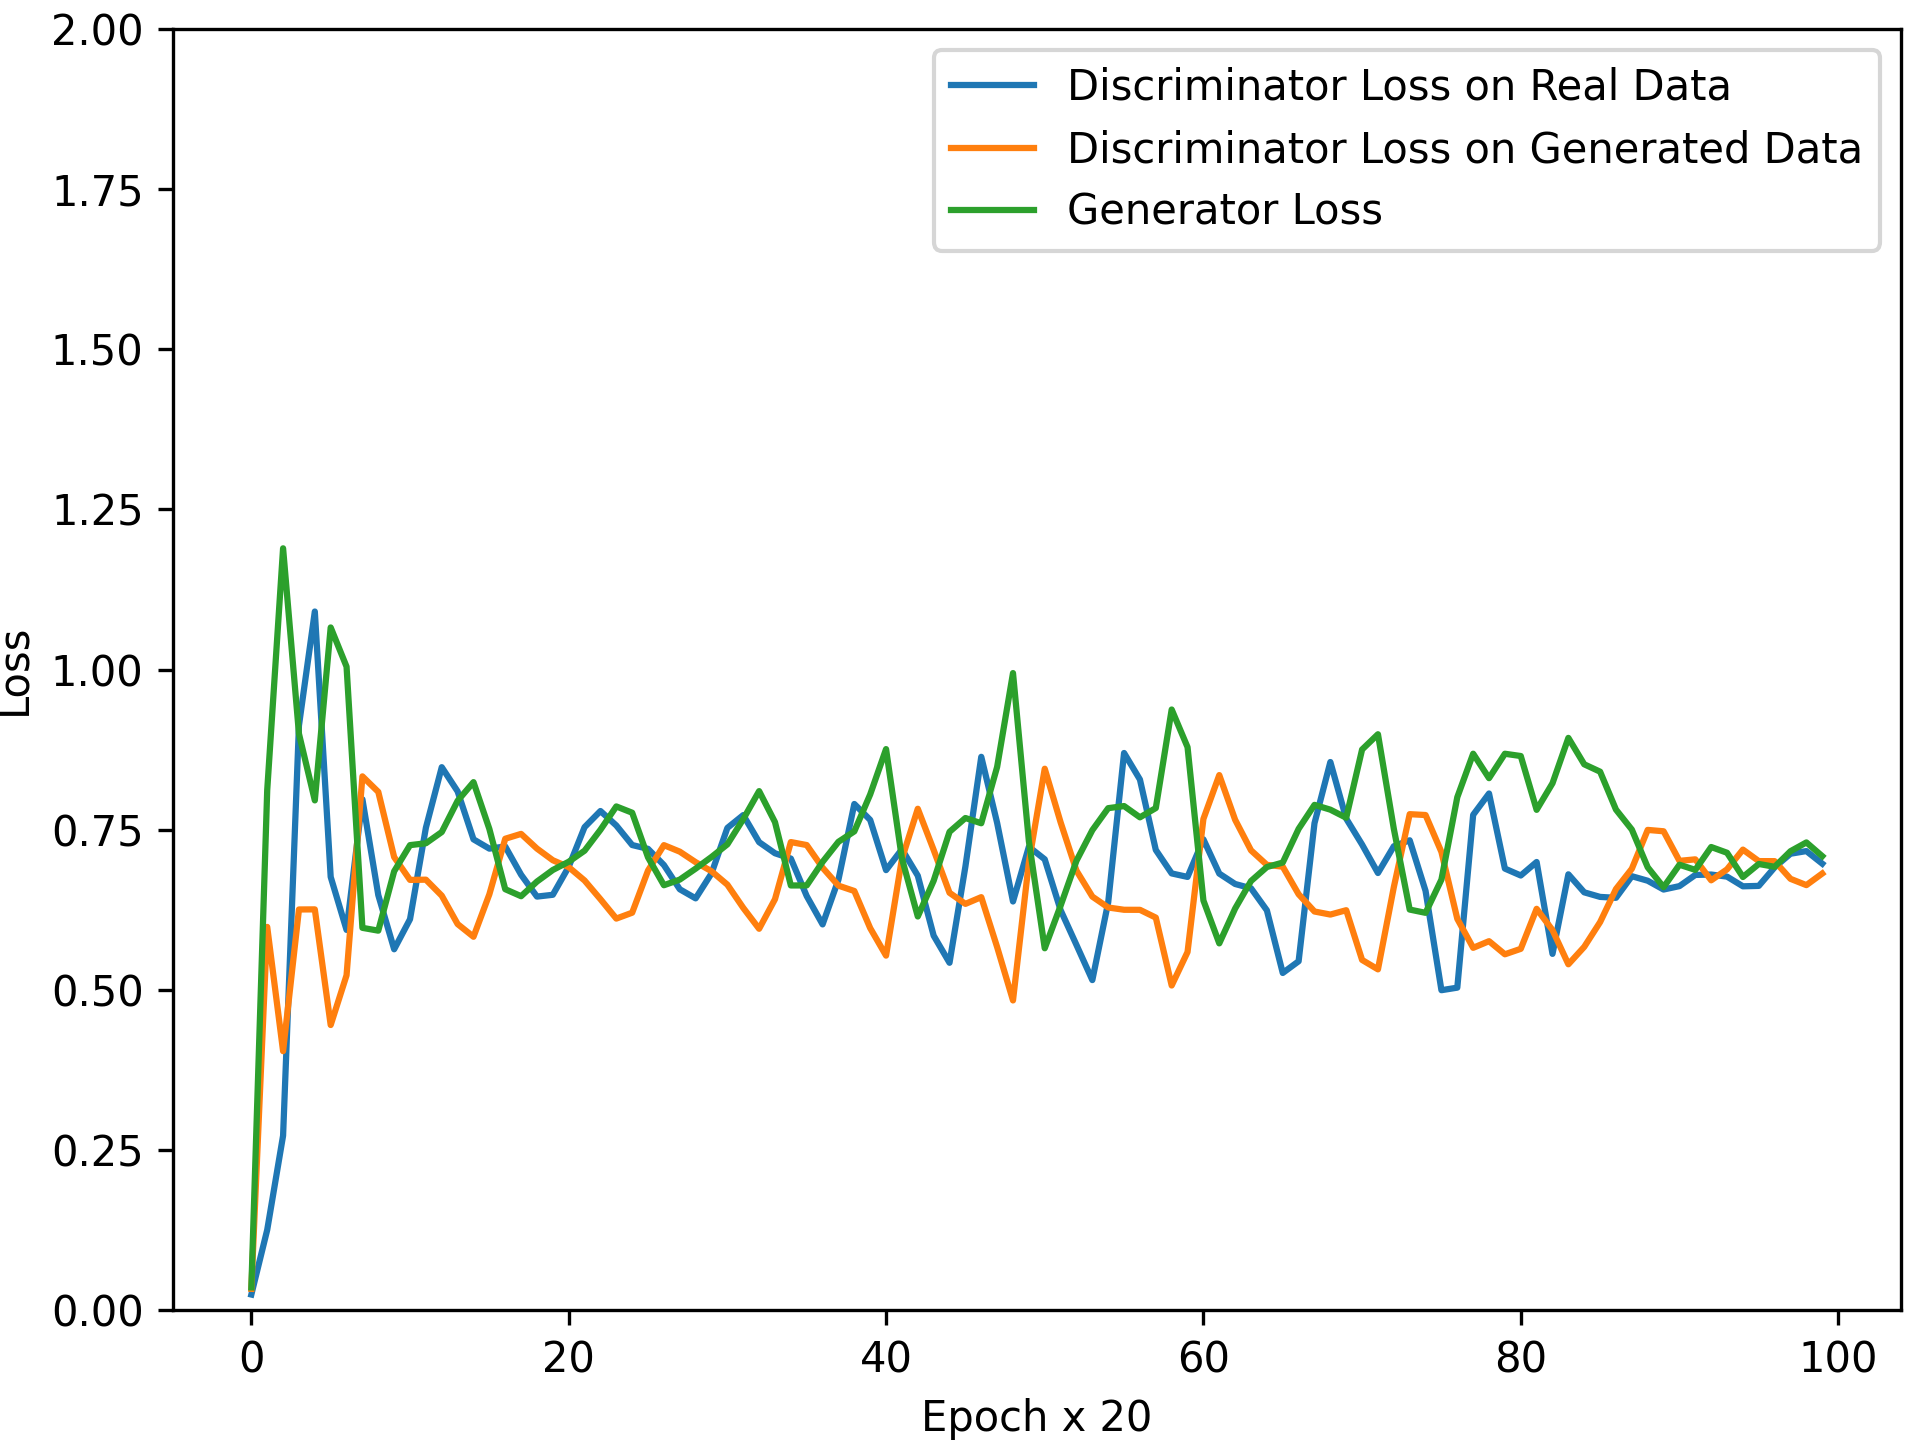 2.00
1.75
1.50
1.25
1.00
0.75
0.50
0.25
0.00
Loss
Discriminator Loss on Real Data
Discriminator Loss on Generated Data
Generator Loss
0 20 40 60 80 100
Epoch x 20